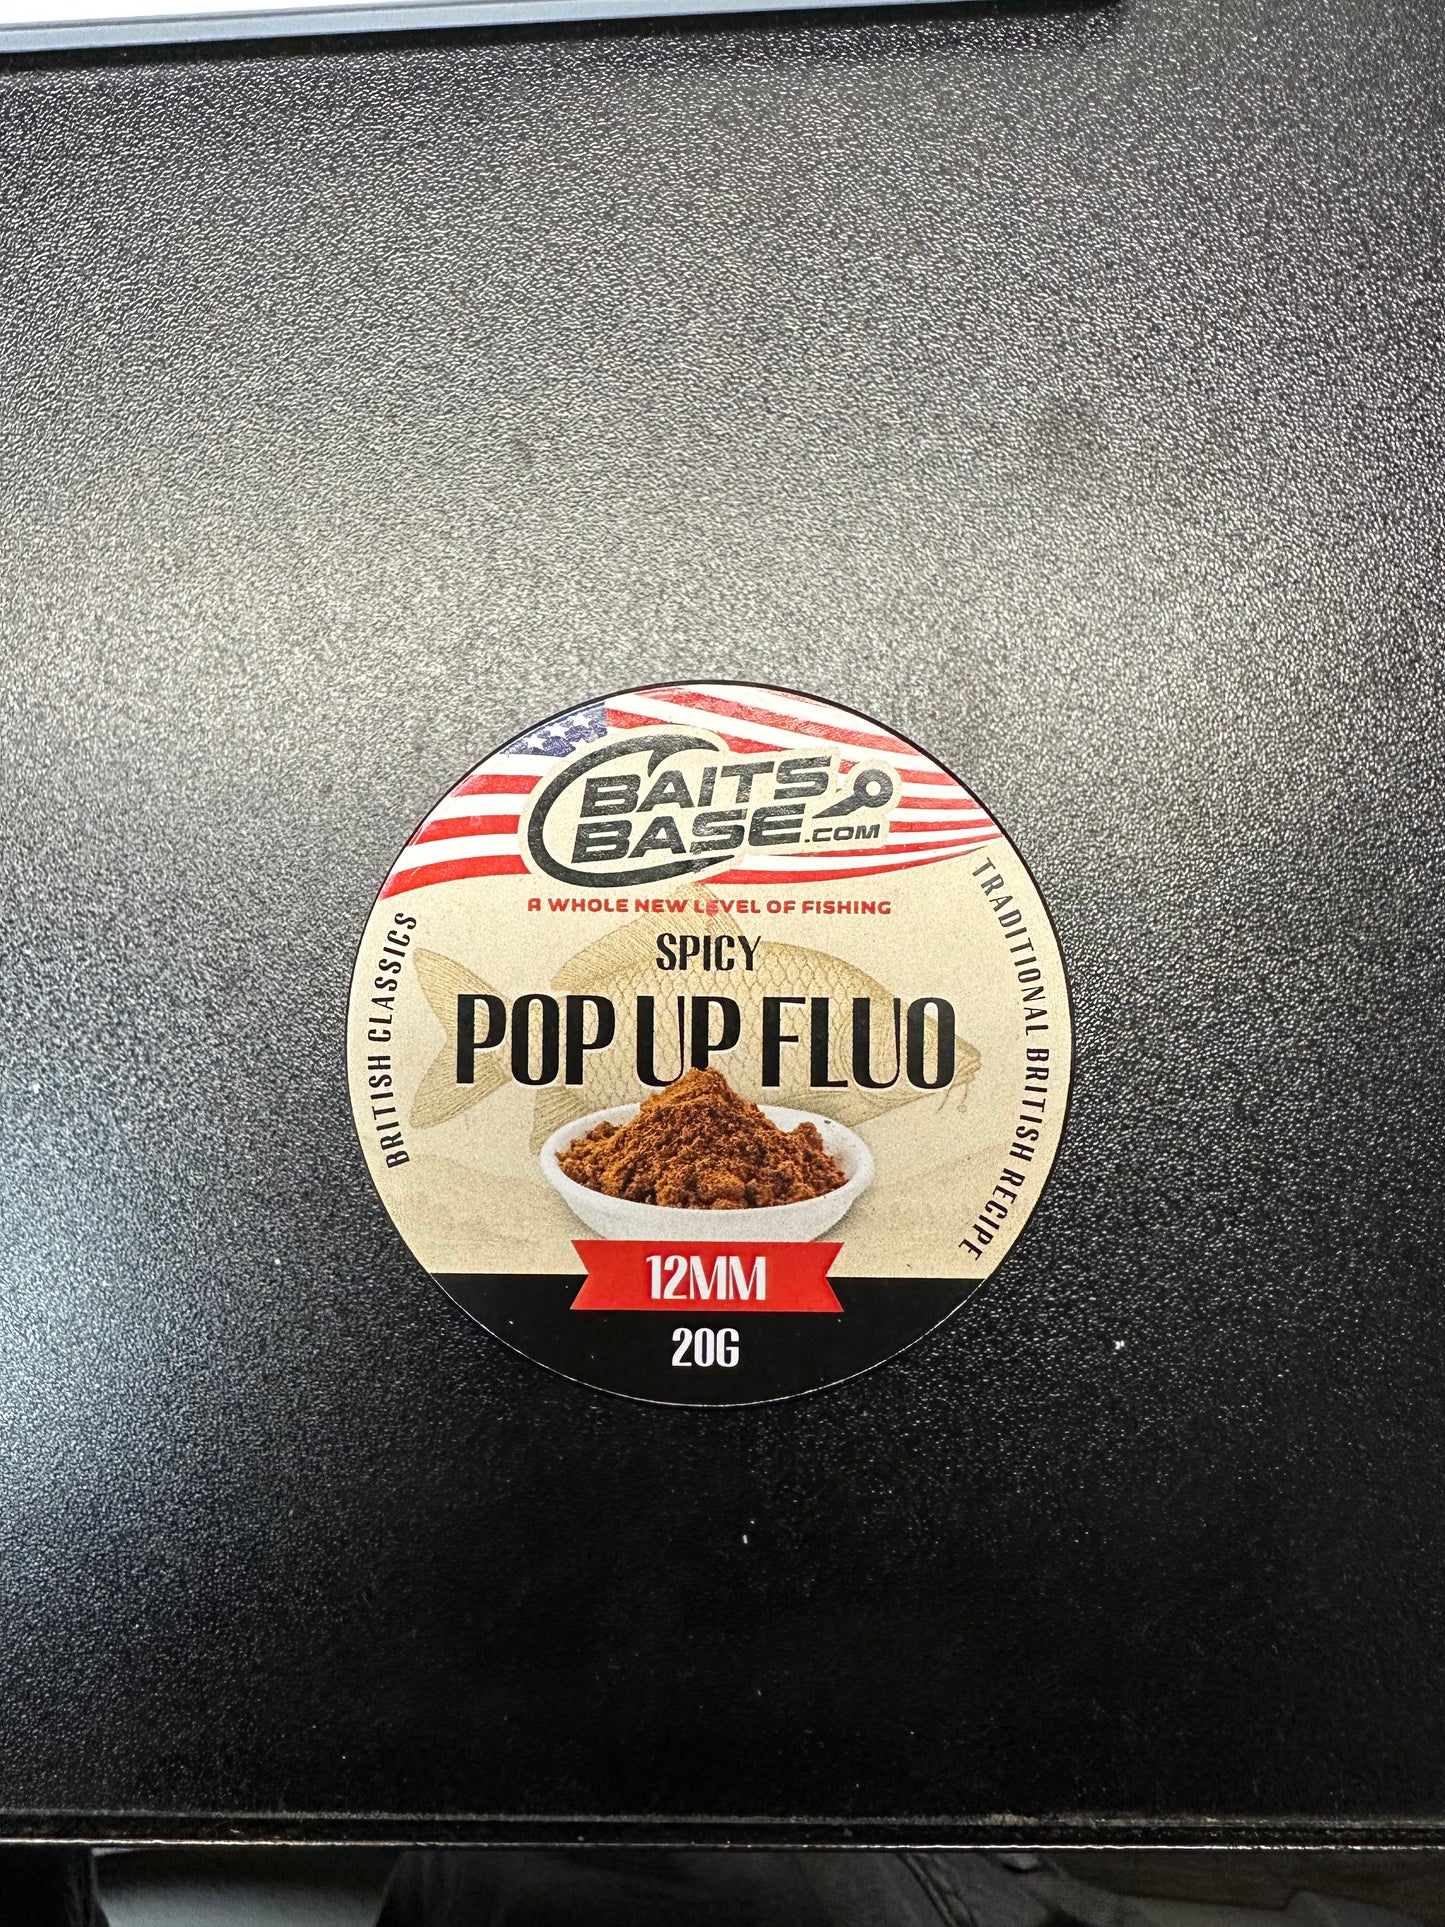 BAITS
BASE.COM
A WHOLE NEW LEVEL OF FISHING
SPICY
POP UP FLUO
BRITISH CLASSICS
TRADITIONAL BRITISH RECIPE
12MM
20G